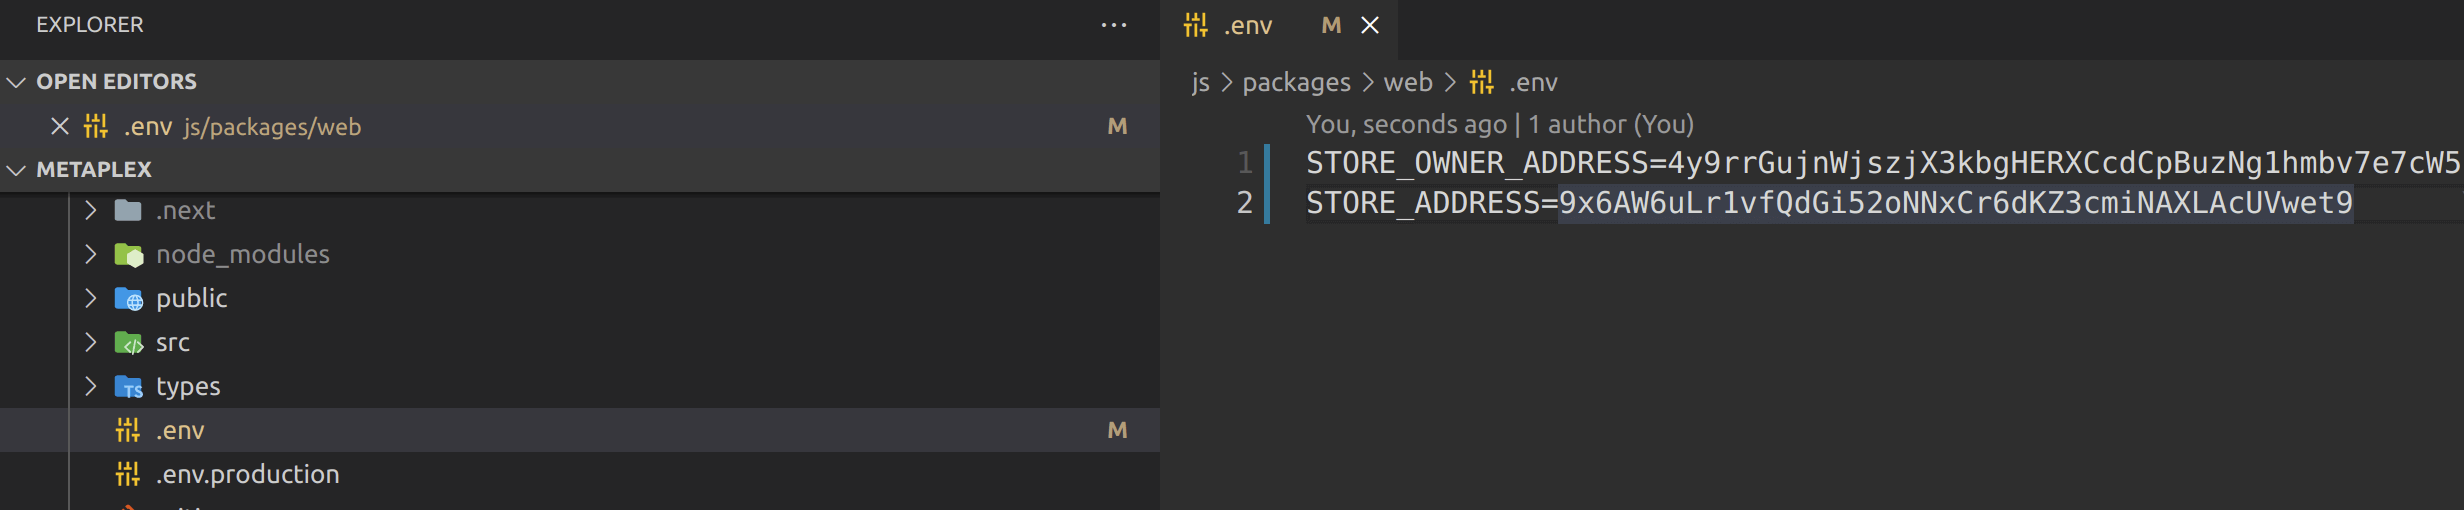 EXPLORER
OPEN EDITORS
.env js/packages/web M
METAPLEX
.next
node_modules
public
src
types
.env M
.env.production
.env M
js > packages > web > .env
You, seconds ago | 1 author (You)
1 STORE_OWNER_ADDRESS=4y9rrGujnWjszjX3kbgHERXCcdCpBuzNg1hmbv7e7cW5
2 STORE_ADDRESS=9x6AW6uLr1vfQdGi52oNNxCr6dKZ3cmiNAXLAcUVwet9